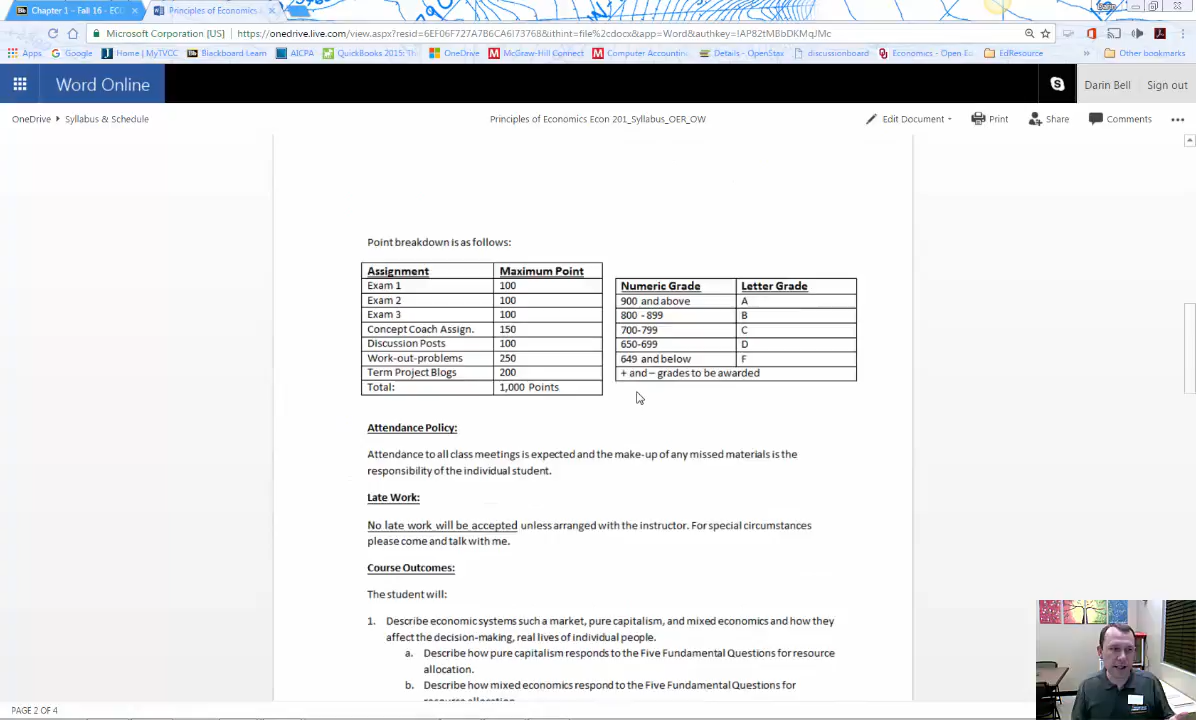 Chapter 1 – Fall 16 - EC
Principles of Economics
Microsoft Corporation [US]
https://onedrive.live.com/view.aspx?resid=6EF06F727A7B6CA6!73768&ithint=file%2cdocx&app=Word&authkey=!AP82tMBbDKMqJMc
Apps
Google
Home | MyTVCC
Blackboard Learn
AICPA
QuickBooks 2015: Th
OneDrive
McGraw-Hill Connect
Computer Accountin
Details - OpenStax
discussionboard
Economics - Open E
EdResource
Other bookmarks
Word Online
Darin Bell
Sign out
OneDrive
Syllabus & Schedule
Principles of Economics Econ 201_Syllabus_OER_OW
Edit Document
Print
Share
Comments
Point breakdown is as follows:
Assignment Maximum Point
Exam 1 100
Exam 2 100
Exam 3 100
Concept Coach Assign. 150
Discussion Posts 100
Work-out-problems 250
Term Project Blogs 200
Total: 1,000 Points
Numeric Grade Letter Grade
900 and above A
800 - 899 B
700-799 C
650-699 D
649 and below F
+ and – grades to be awarded
Attendance Policy:
Attendance to all class meetings is expected and the make-up of any missed materials is the
responsibility of the individual student.
Late Work:
No late work will be accepted unless arranged with the instructor. For special circumstances
please come and talk with me.
Course Outcomes:
The student will:
1. Describe economic systems such a market, pure capitalism, and mixed economics and how they
affect the decision-making, real lives of individual people.
a. Describe how pure capitalism responds to the Five Fundamental Questions for resource
allocation.
b. Describe how mixed economics respond to the Five Fundamental Questions for
resource allocation.
PAGE 2 OF 4